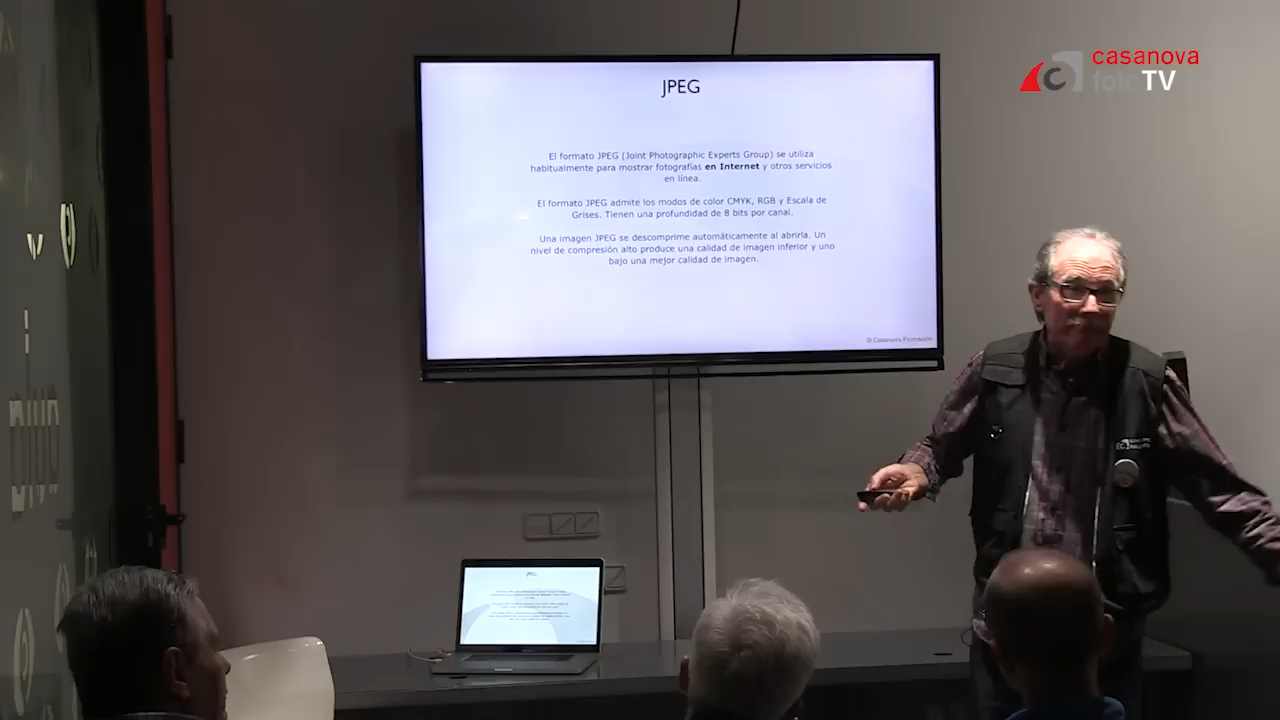 casanova
fotoTV
JPEG
El formato JPEG (Joint Photographic Experts Group) se utiliza
habitualmente para mostrar fotografías en Internet y otros servicios
en línea.
El formato JPEG admite los modos de color CMYK, RGB y Escala de
Grises. Tienen una profundidad de 8 bits por canal.
Una imagen JPEG se descomprime automáticamente al abrirla. Un
nivel de compresión alto produce una calidad de imagen inferior y uno
bajo una mejor calidad de imagen.
© Casanova Formación
JPEG